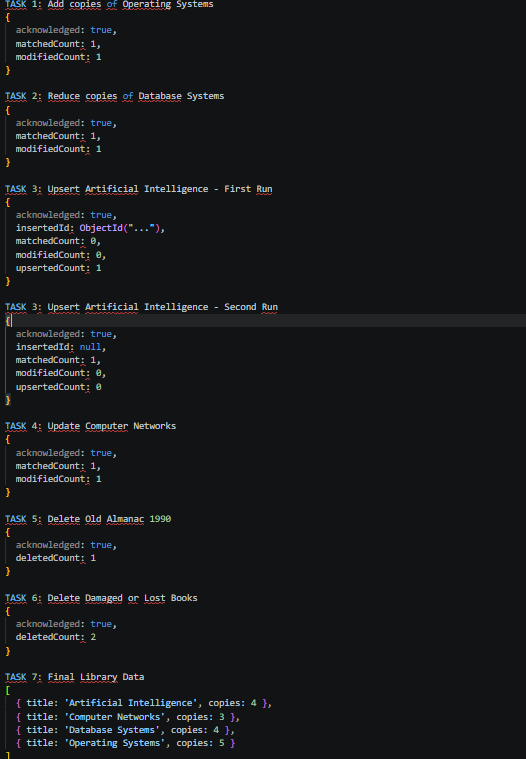 TASK 1: Add copies of Operating Systems
{
  acknowledged: true,
  matchedCount: 1,
  modifiedCount: 1
}
TASK 2: Reduce copies of Database Systems
{
  acknowledged: true,
  matchedCount: 1,
  modifiedCount: 1
}
TASK 3: Upsert Artificial Intelligence - First Run
{
  acknowledged: true,
  insertedId: ObjectId("..."),
  matchedCount: 0,
  modifiedCount: 0,
  upsertedCount: 1
}
TASK 3: Upsert Artificial Intelligence - Second Run
{
  acknowledged: true,
  insertedId: null,
  matchedCount: 1,
  modifiedCount: 0,
  upsertedCount: 0
}
TASK 4: Update Computer Networks
{
  acknowledged: true,
  matchedCount: 1,
  modifiedCount: 1
}
TASK 5: Delete Old Almanac 1990
{
  acknowledged: true,
  deletedCount: 1
}
TASK 6: Delete Damaged or Lost Books
{
  acknowledged: true,
  deletedCount: 2
}
TASK 7: Final Library Data
[
  { title: 'Artificial Intelligence', copies: 4 },
  { title: 'Computer Networks', copies: 3 },
  { title: 'Database Systems', copies: 4 },
  { title: 'Operating Systems', copies: 5 }
]